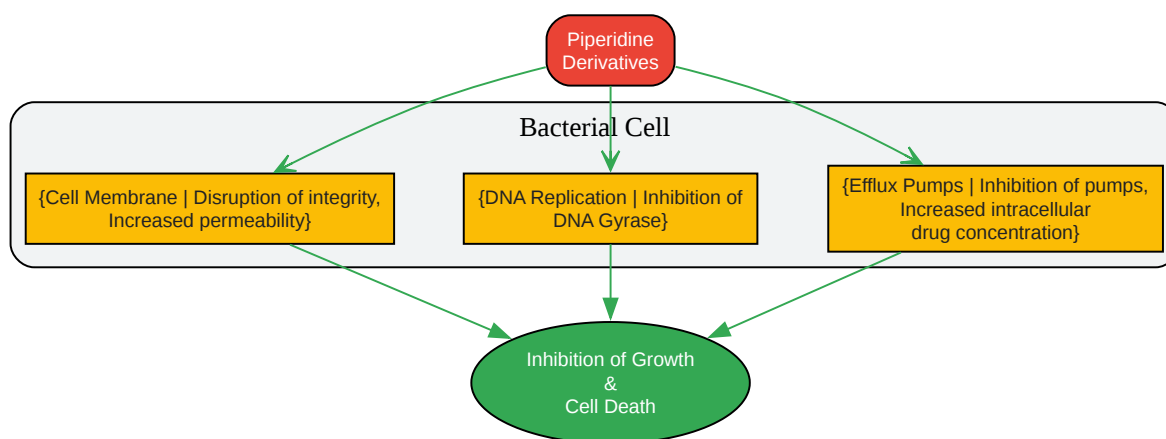 Piperidine
Derivatives
Bacterial Cell
{Cell Membrane | Disruption of integrity,
Increased permeability}
{DNA Replication | Inhibition of
DNA Gyrase}
{Efflux Pumps | Inhibition of pumps,
Increased intracellular
drug concentration}
Inhibition of Growth
&
Cell Death